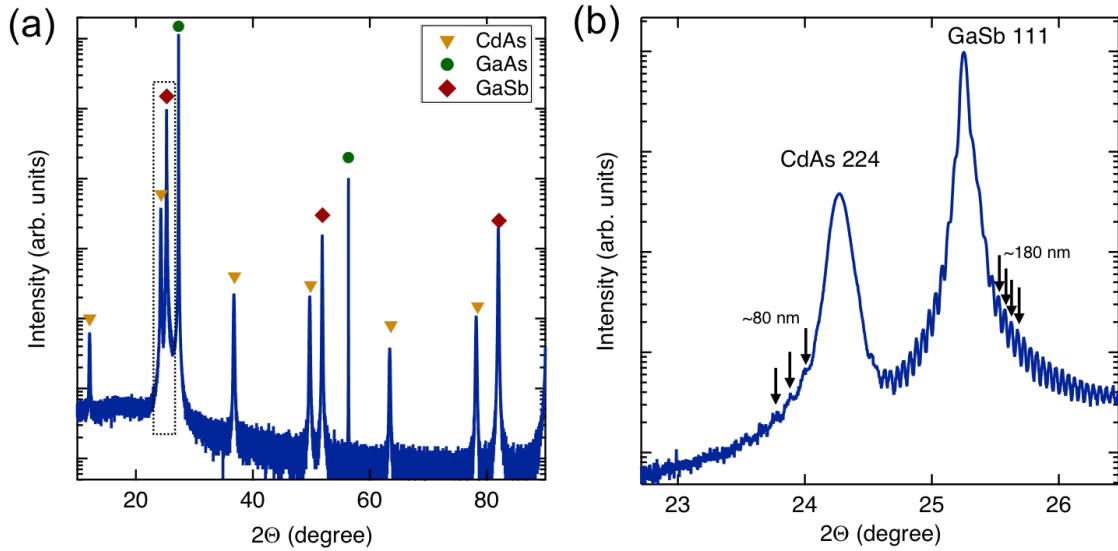 (a)
CdAs
GaAs
GaSb
Intensity (arb. units)
20
40
60
80
2Θ (degree)
(b)
GaSb 111
CdAs 224
~180 nm
~80 nm
Intensity (arb. units)
23
24
25
26
2Θ (degree)